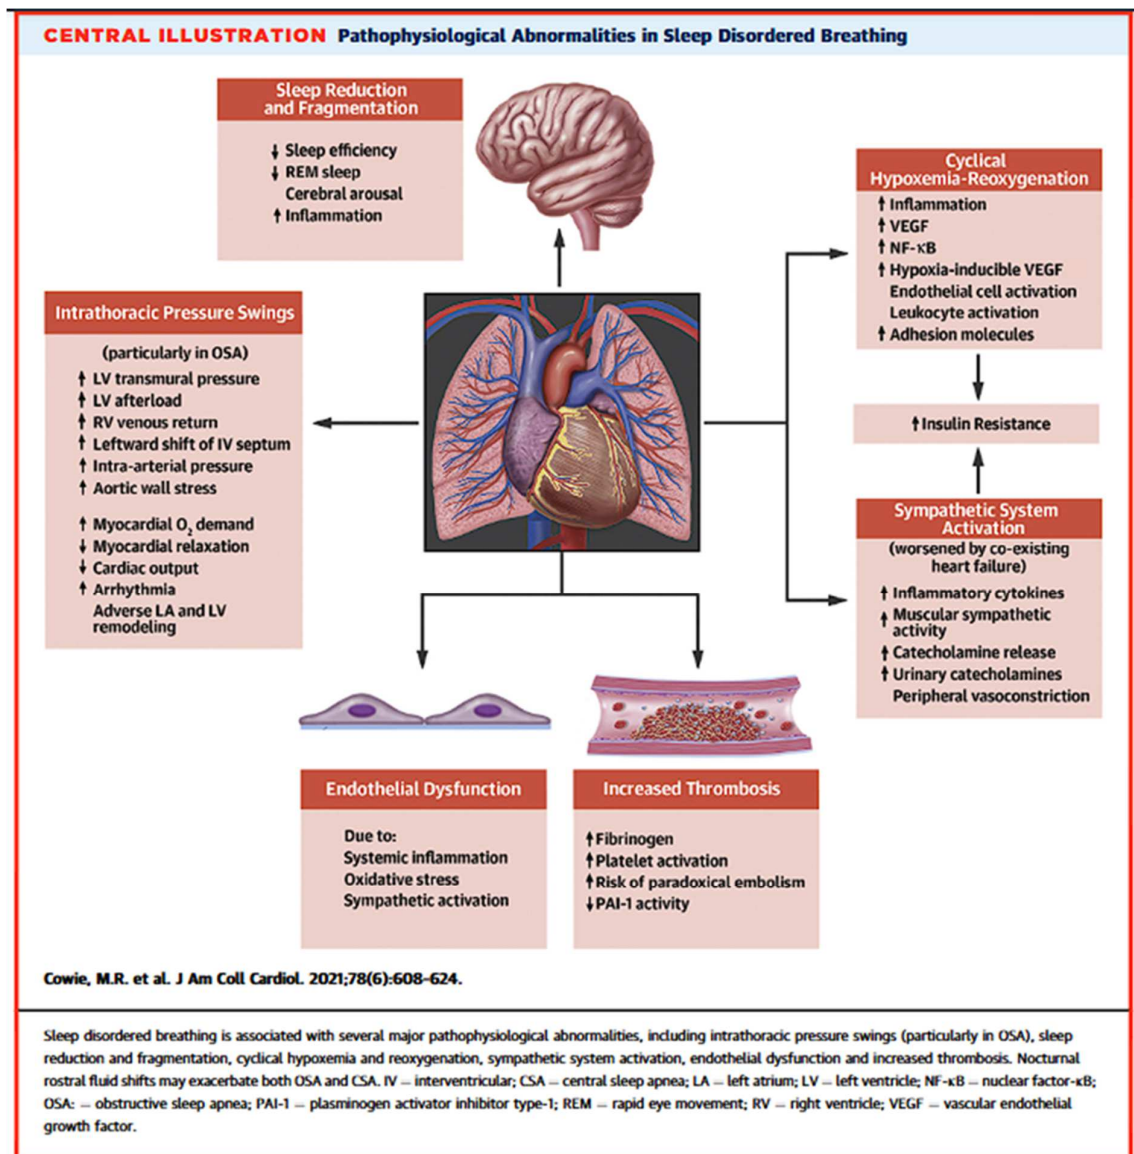 CENTRAL ILLUSTRATION Pathophysiological Abnormalities in Sleep Disordered Breathing
Sleep Reduction
and Fragmentation
↓ Sleep efficiency
↓ REM sleep
Cerebral arousal
↑ Inflammation
Cyclical
Hypoxemia-Reoxygenation
↑ Inflammation
↑ VEGF
↑ NF-κB
↑ Hypoxia-inducible VEGF
Endothelial cell activation
Leukocyte activation
↑ Adhesion molecules
Intrathoracic Pressure Swings
(particularly in OSA)
↑ LV transmural pressure
↑ LV afterload
↑ RV venous return
↑ Leftward shift of IV septum
↑ Intra-arterial pressure
↑ Aortic wall stress
↑ Myocardial O₂ demand
↓ Myocardial relaxation
↓ Cardiac output
↑ Arrhythmia
Adverse LA and LV
remodeling
↑ Insulin Resistance
Sympathetic System
Activation
(worsened by co-existing
heart failure)
↑ Inflammatory cytokines
↑ Muscular sympathetic
activity
↑ Catecholamine release
↑ Urinary catecholamines
Peripheral vasoconstriction
Endothelial Dysfunction
Due to:
Systemic inflammation
Oxidative stress
Sympathetic activation
Increased Thrombosis
↑ Fibrinogen
↑ Platelet activation
↑ Risk of paradoxical embolism
↓ PAI-1 activity
Cowie, M.R. et al. J Am Coll Cardiol. 2021;78(6):608–624.
Sleep disordered breathing is associated with several major pathophysiological abnormalities, including intrathoracic pressure swings (particularly in OSA), sleep
reduction and fragmentation, cyclical hypoxemia and reoxygenation, sympathetic system activation, endothelial dysfunction and increased thrombosis. Nocturnal
rostral fluid shifts may exacerbate both OSA and CSA. IV = interventricular; CSA = central sleep apnea; LA = left atrium; LV = left ventricle; NF-κB = nuclear factor-κB;
OSA: = obstructive sleep apnea; PAI-1 = plasminogen activator inhibitor type-1; REM = rapid eye movement; RV = right ventricle; VEGF = vascular endothelial
growth factor.